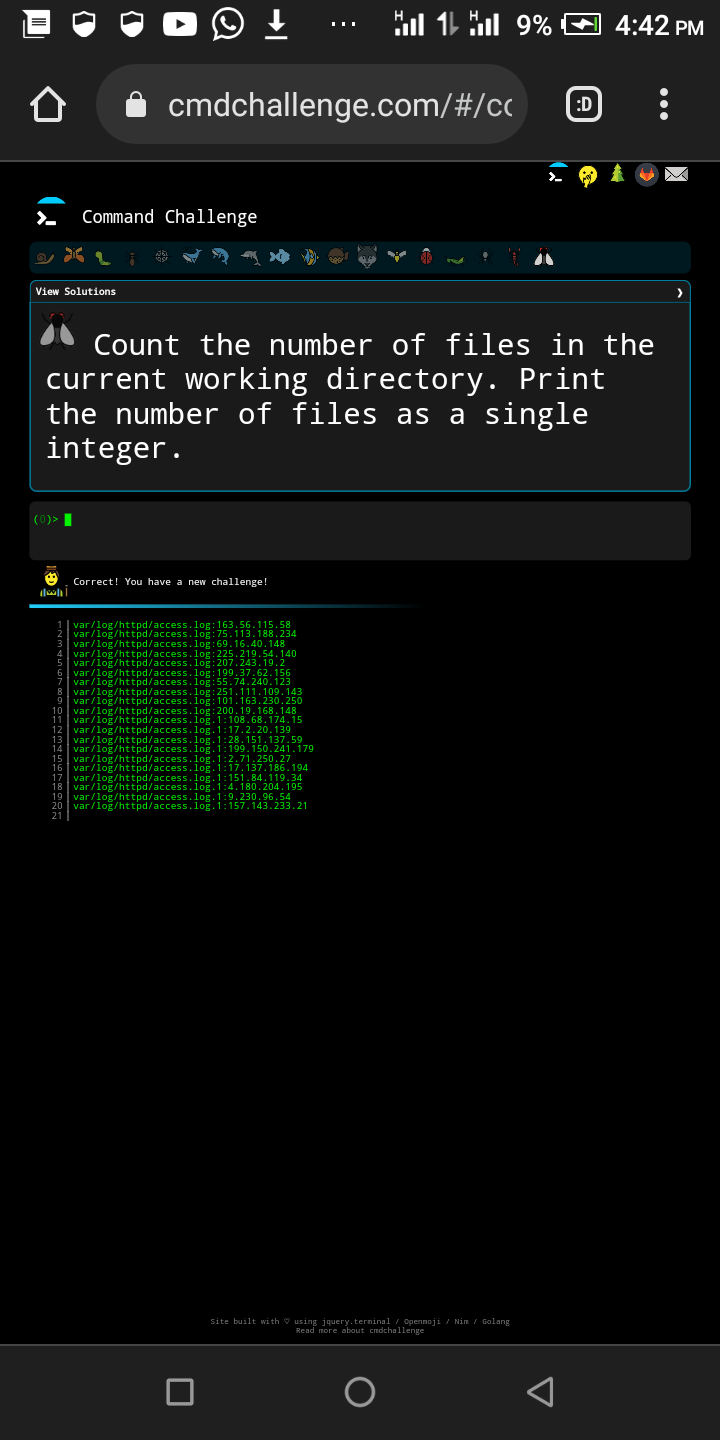 H H 9% 4:42 PM
cmdchallenge.com/#/cc
:D
Command Challenge
View Solutions
Count the number of files in the
current working directory. Print
the number of files as a single
integer.
(0)>
Correct! You have a new challenge!
1 var/log/httpd/access.log:163.56.115.58
2 var/log/httpd/access.log:75.113.188.234
3 var/log/httpd/access.log:69.16.40.148
4 var/log/httpd/access.log:225.219.54.140
5 var/log/httpd/access.log:207.243.19.2
6 var/log/httpd/access.log:199.37.62.156
7 var/log/httpd/access.log:55.74.240.123
8 var/log/httpd/access.log:251.111.109.143
9 var/log/httpd/access.log:101.163.230.250
10 var/log/httpd/access.log:200.19.168.148
11 var/log/httpd/access.log.1:108.68.174.15
12 var/log/httpd/access.log.1:17.2.20.139
13 var/log/httpd/access.log.1:28.151.137.59
14 var/log/httpd/access.log.1:199.150.241.179
15 var/log/httpd/access.log.1:2.71.250.27
16 var/log/httpd/access.log.1:17.137.186.194
17 var/log/httpd/access.log.1:151.84.119.34
18 var/log/httpd/access.log.1:4.180.204.195
19 var/log/httpd/access.log.1:9.230.96.54
20 var/log/httpd/access.log.1:157.143.233.21
21
Site built with ♡ using jquery.terminal / Openmoji / Nim / Golang
Read more about cmdchallenge